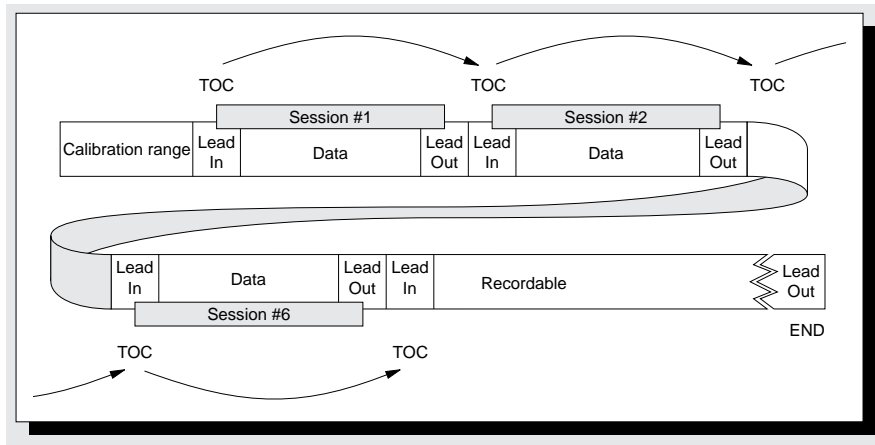 TOC TOC TOC
Session #1 Session #2
Calibration range Lead In Data Lead Out Lead In Data Lead Out
Lead In Data Lead Out Lead In Recordable Lead Out
Session #6
END
TOC TOC